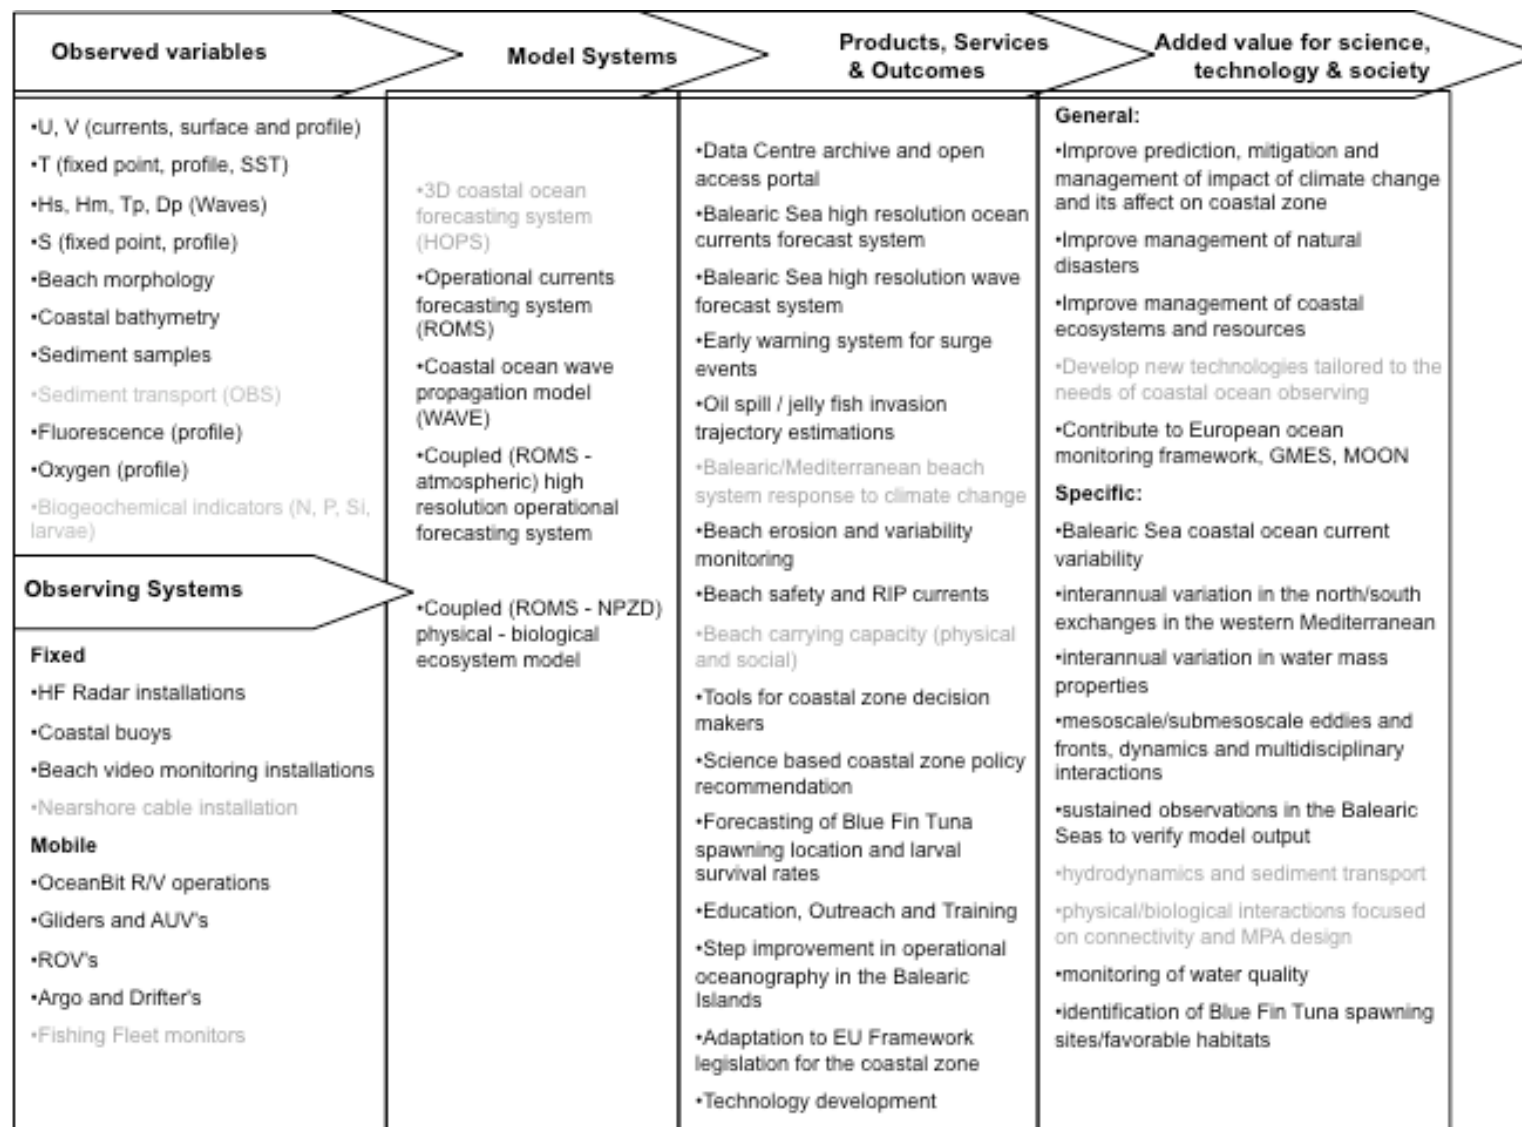 Observed variables
•U, V (currents, surface and profile)
•T (fixed point, profile, SST)
•Hs, Hm, Tp, Dp (Waves)
•S (fixed point, profile)
•Beach morphology
•Coastal bathymetry
•Sediment samples
•Sediment transport (OBS)
•Fluorescence (profile)
•Oxygen (profile)
•Biogeochemical indicators (N, P, Si,
larvae)
Observing Systems
Fixed
•HF Radar installations
•Coastal buoys
•Beach video monitoring installations
•Nearshore cable installation
Mobile
•OceanBit R/V operations
•Gliders and AUV's
•ROV's
•Argo and Drifter's
•Fishing Fleet monitors
Model Systems
•3D coastal ocean
forecasting system
(HOPS)
•Operational currents
forecasting system
(ROMS)
•Coastal ocean wave
propagation model
(WAVE)
•Coupled (ROMS -
atmospheric) high
resolution operational
forecasting system
•Coupled (ROMS - NPZD)
physical - biological
ecosystem model
Products, Services
& Outcomes
•Data Centre archive and open
access portal
•Balearic Sea high resolution ocean
currents forecast system
•Balearic Sea high resolution wave
forecast system
•Early warning system for surge
events
•Oil spill / jelly fish invasion
trajectory estimations
•Balearic/Mediterranean beach
system response to climate change
•Beach erosion and variability
monitoring
•Beach safety and RIP currents
•Beach carrying capacity (physical
and social)
•Tools for coastal zone decision
makers
•Science based coastal zone policy
recommendation
•Forecasting of Blue Fin Tuna
spawning location and larval
survival rates
•Education, Outreach and Training
•Step improvement in operational
oceanography in the Balearic
Islands
•Adaptation to EU Framework
legislation for the coastal zone
•Technology development
Added value for science,
technology & society
General:
•Improve prediction, mitigation and
management of impact of climate change
and its affect on coastal zone
•Improve management of natural
disasters
•Improve management of coastal
ecosystems and resources
•Develop new technologies tailored to the
needs of coastal ocean observing
•Contribute to European ocean
monitoring framework, GMES, MOON
Specific:
•Balearic Sea coastal ocean current
variability
•interannual variation in the north/south
exchanges in the western Mediterranean
•interannual variation in water mass
properties
•mesoscale/submesoscale eddies and
fronts, dynamics and multidisciplinary
interactions
•sustained observations in the Balearic
Seas to verify model output
•hydrodynamics and sediment transport
•physical/biological interactions focused
on connectivity and MPA design
•monitoring of water quality
•identification of Blue Fin Tuna spawning
sites/favorable habitats